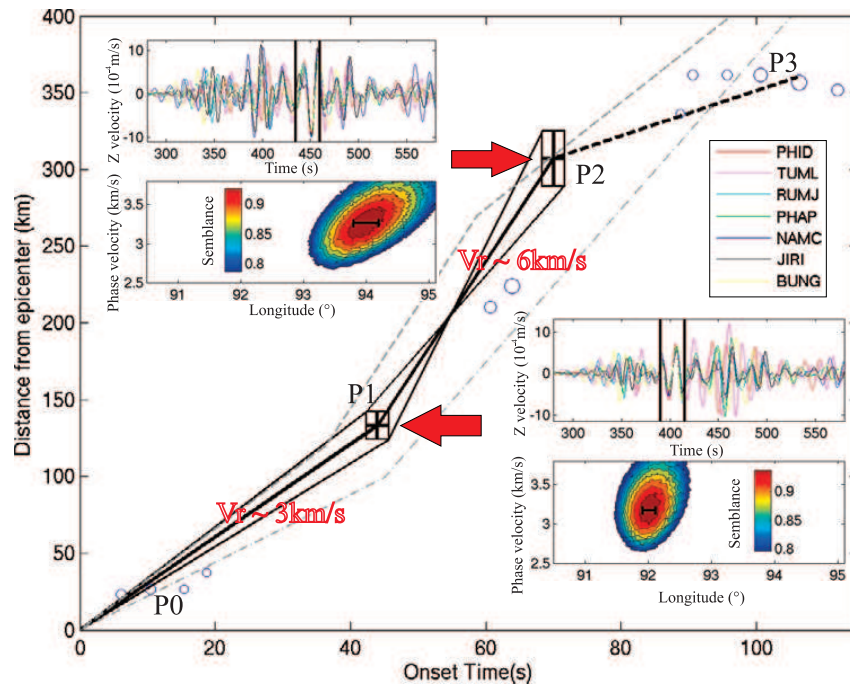 400
350
300
250
200
150
100
50
0
Distance from epicenter (km)
0 20 40 60 80 100
Onset Time(s)
P0
P1
P2
P3
Vr ~ 3km/s
Vr ~ 6km/s
Z velocity (10⁻⁴m/s)
10
0
-10
300 350 400 450 500 550
Time (s)
Phase velocity (km/s)
3.5
3
2.5
Semblance
0.9
0.85
0.8
91 92 93 94 95
Longitude (°)
PHID
TUML
RUMJ
PHAP
NAMC
JIRI
BUNG
Z velocity (10⁻⁴m/s)
10
0
-10
300 350 400 450 500 550
Time (s)
Phase velocity (km/s)
3.5
3
2.5
Semblance
0.9
0.85
0.8
91 92 93 94 95
Longitude (°)